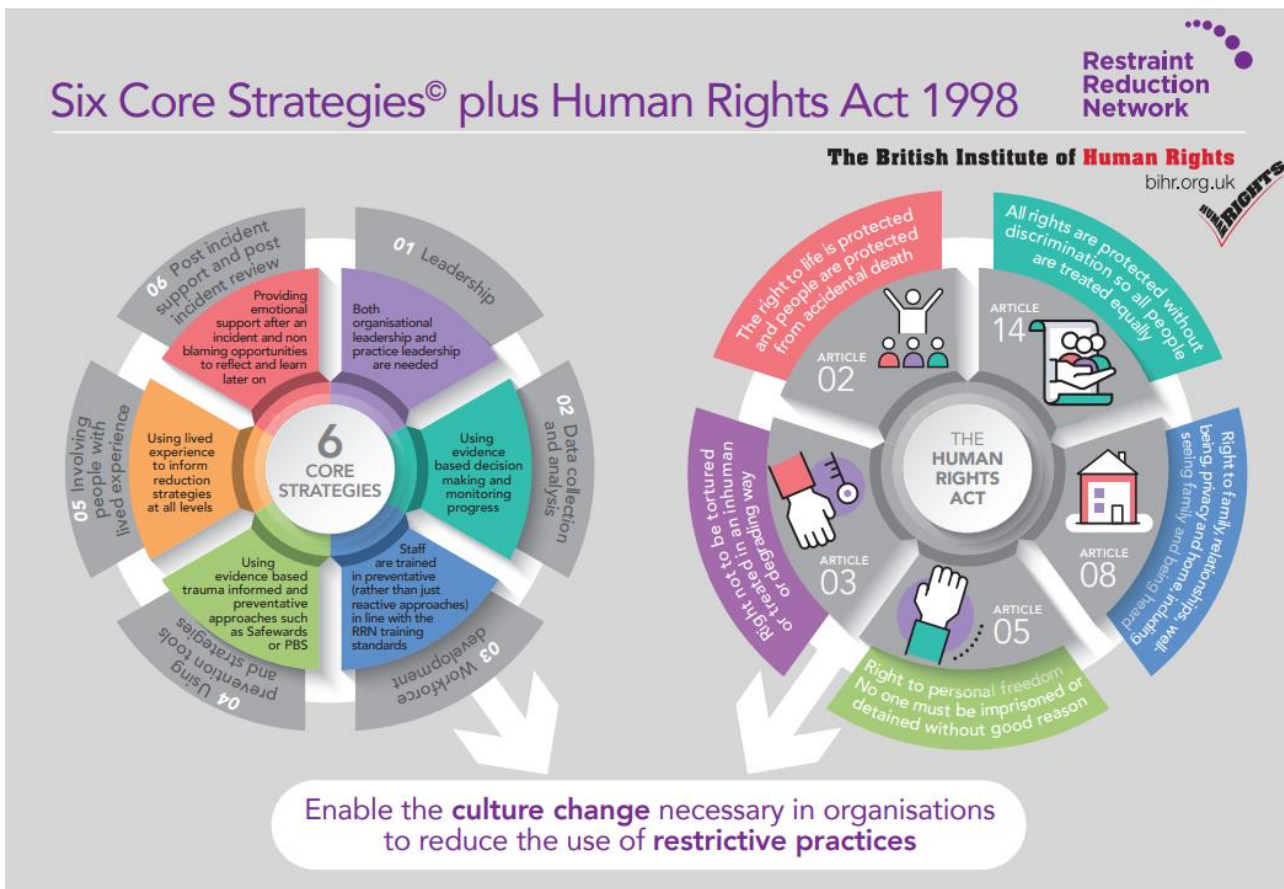 Six Core Strategies© plus Human Rights Act 1998
Restraint
Reduction
Network
The British Institute of Human Rights
bihr.org.uk
HUMAN
RIGHTS
6
CORE
STRATEGIES
01 Leadership
Both
organisational
leadership and
practice leadership
are needed
02 Data collection
and analysis
Using
evidence
based decision
making and
monitoring
progress
03 Workforce
development
Staff
are trained
in preventative
(rather than just
reactive approaches)
in line with the
RRN training
standards
04 Using
prevention tools
and strategies
Using
evidence based
trauma informed and
preventative
approaches such
as Safewards
or PBS
05 Involving
people with
lived experience
Using lived
experience
to inform
reduction
strategies
at all levels
06 Post incident
support and post
incident review
Providing
emotional
support after an
incident and non
blaming opportunities
to reflect and learn
later on
THE
HUMAN
RIGHTS
ACT
The right to life is protected
and people are protected
from accidental death
ARTICLE
02
Right not to be tortured
or treated in an inhuman
or degrading way
ARTICLE
03
Right to personal freedom
No one must be imprisoned or
detained without good reason
ARTICLE
05
Right to family, relationships, well-
being, privacy and home, including
seeing family and being heard
ARTICLE
08
All rights are protected without
discrimination so all people
are treated equally
ARTICLE
14
Enable the culture change necessary in organisations
to reduce the use of restrictive practices